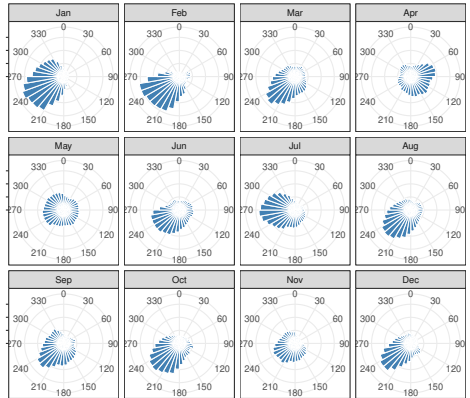 Jan Feb Mar Apr
0 0 0 0
330 30 330 30 330 30 330 30
300 60 300 60 300 60 300 60
270 90 270 90 270 90 270 90
240 120 240 120 240 120 240 120
210 150 210 150 210 150 210 150
180 180 180 180
May Jun Jul Aug
0 0 0 0
330 30 330 30 330 30 330 30
300 60 300 60 300 60 300 60
270 90 270 90 270 90 270 90
240 120 240 120 240 120 240 120
210 150 210 150 210 150 210 150
180 180 180 180
Sep Oct Nov Dec
0 0 0 0
330 30 330 30 330 30 330 30
300 60 300 60 300 60 300 60
270 90 270 90 270 90 270 90
240 120 240 120 240 120 240 120
210 150 210 150 210 150 210 150
180 180 180 180